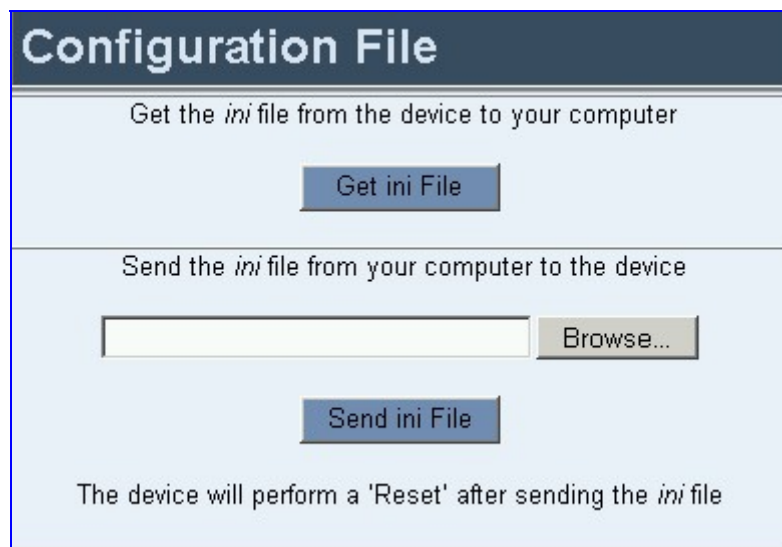 Configuration File
Get the ini file from the device to your computer
Get ini File
Send the ini file from your computer to the device
Browse...
Send ini File
The device will perform a 'Reset' after sending the ini file